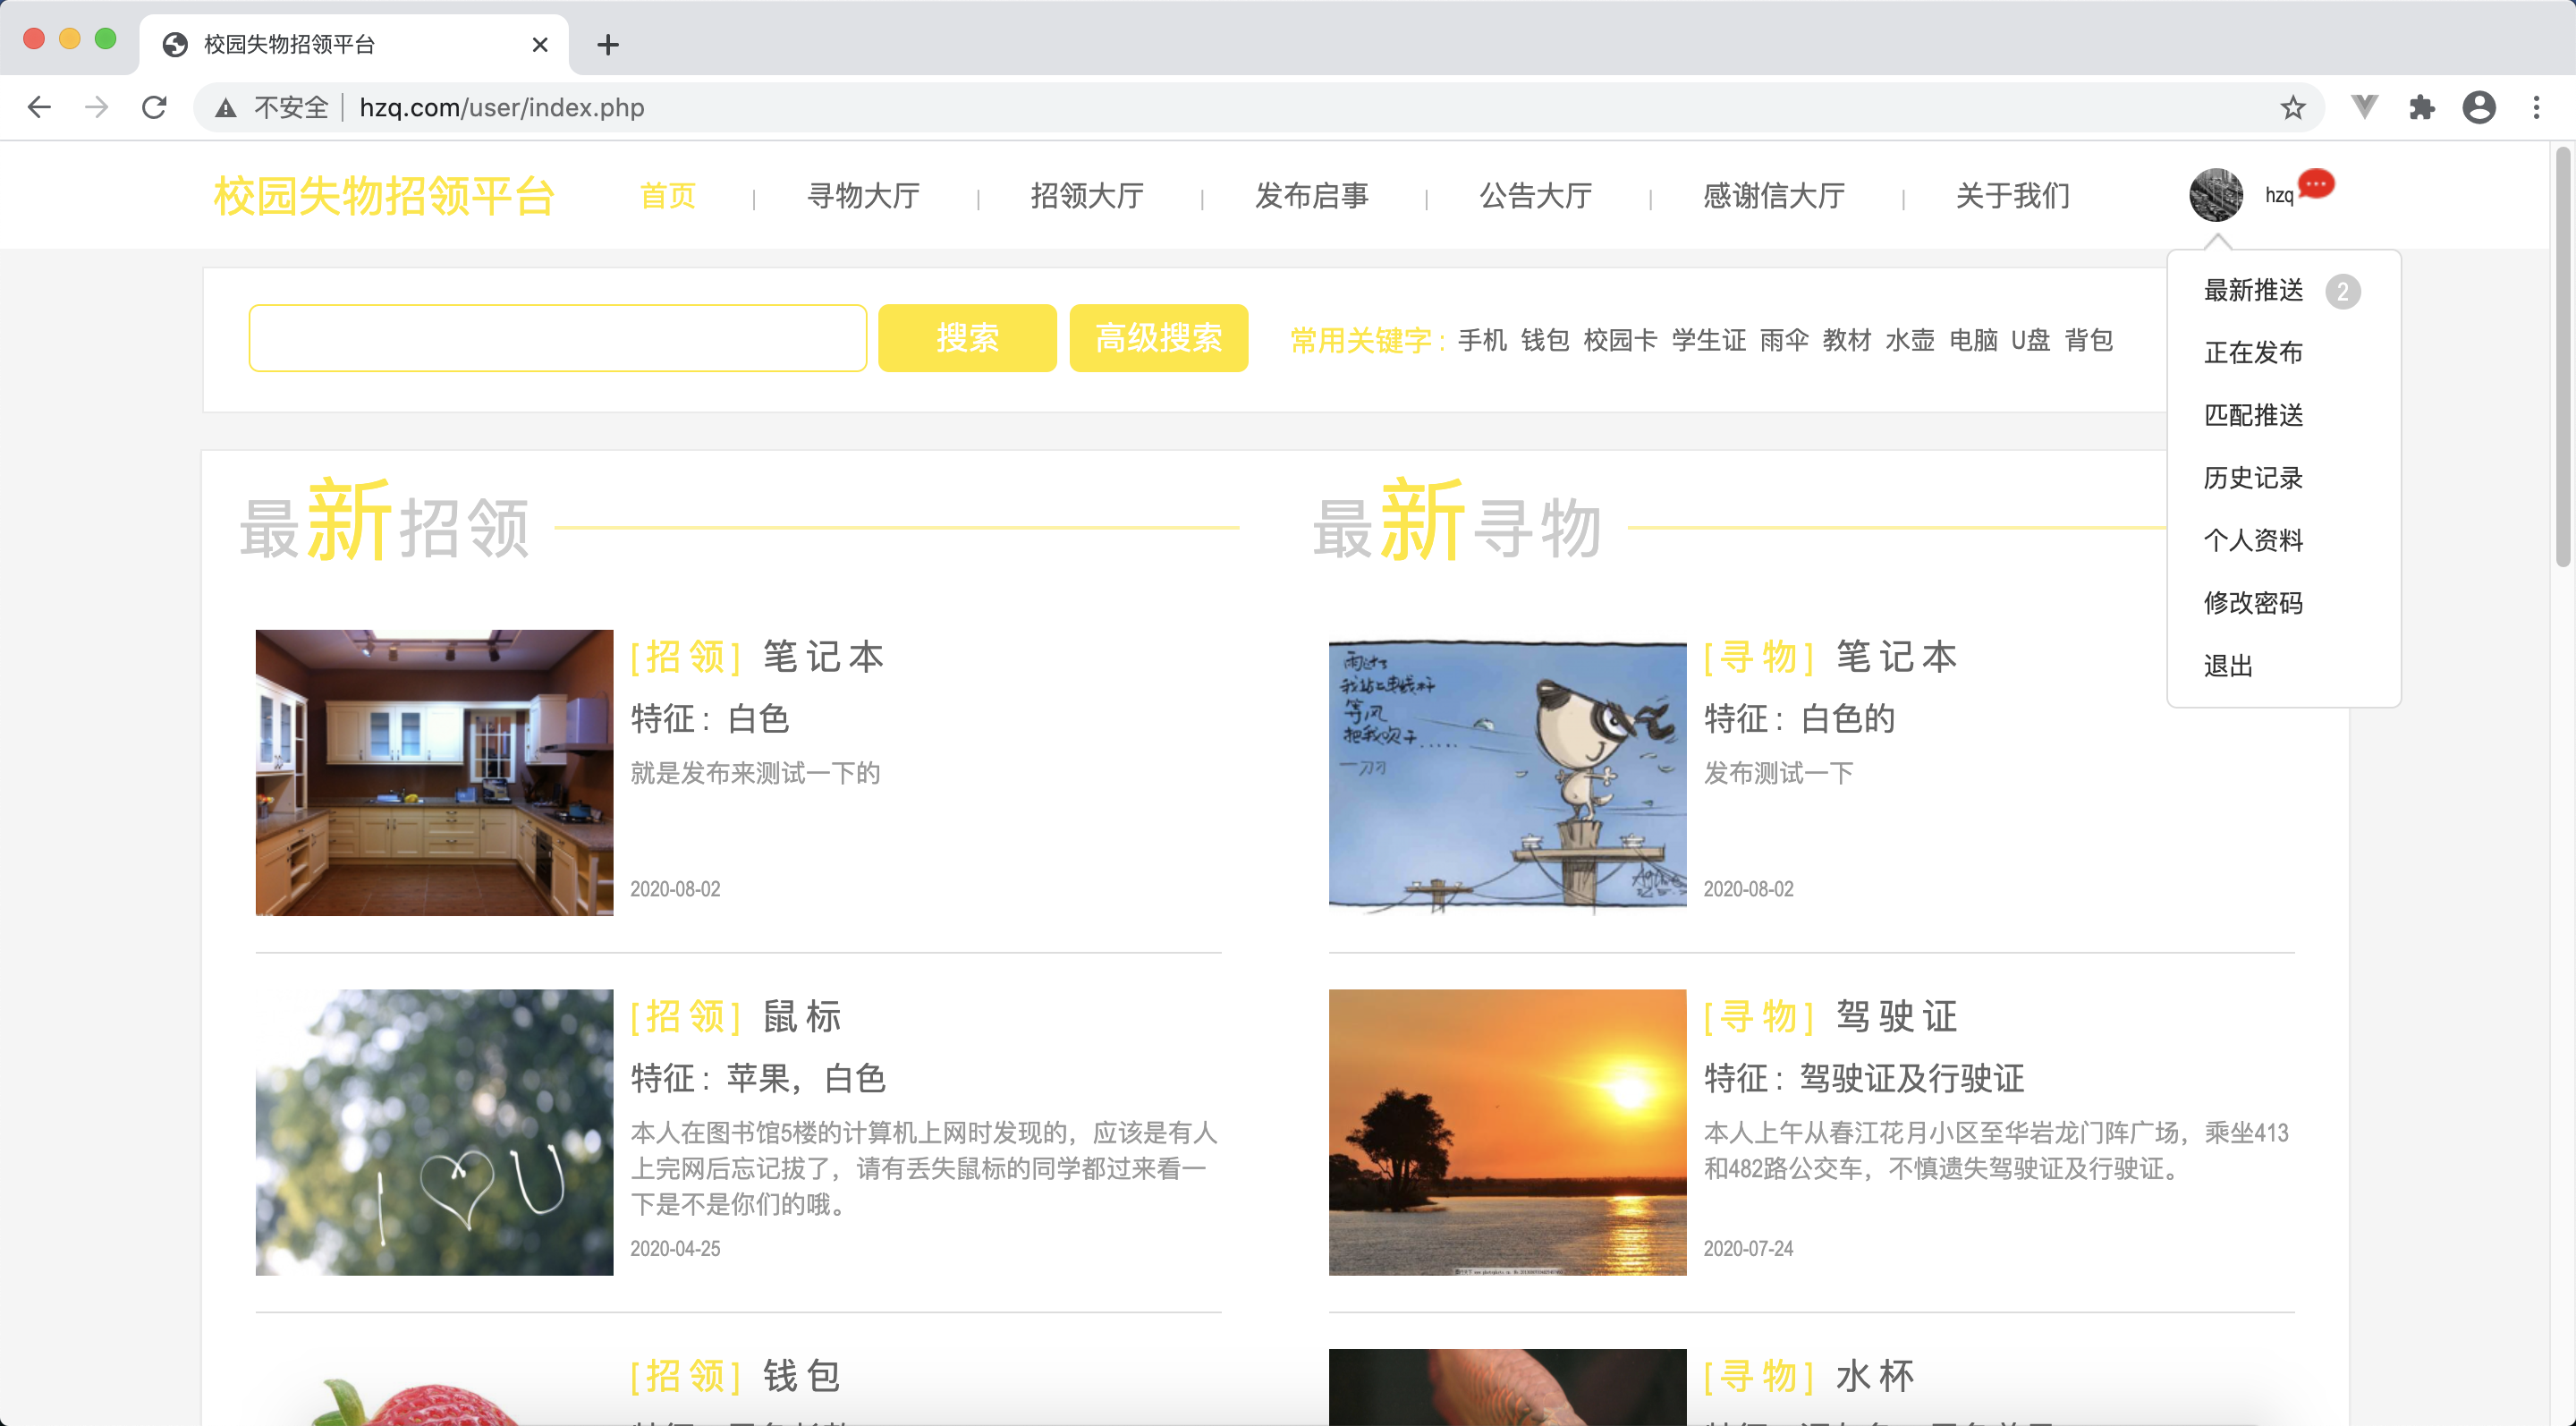 校园失物招领平台
不安全 | hzq.com/user/index.php
校园失物招领平台 首页 | 寻物大厅 | 招领大厅 | 发布启事 | 公告大厅 | 感谢信大厅 | 关于我们 hzq
搜索 高级搜索 常用关键字: 手机 钱包 校园卡 学生证 雨伞 教材 水壶 电脑 U盘 背包
最新推送 2
正在发布
匹配推送
历史记录
个人资料
修改密码
退出
最新招领
[招领] 笔记本
特征: 白色
就是发布来测试一下的
2020-08-02
[招领] 鼠标
特征: 苹果，白色
本人在图书馆5楼的计算机上网时发现的，应该是有人
上完网后忘记拔了，请有丢失鼠标的同学都过来看一
下是不是你们的哦。
2020-04-25
I U
[招领] 钱包
最新寻物
[寻物] 笔记本
特征: 白色的
发布测试一下
2020-08-02
雨过了
我站在电线杆
等风
把我吹干.....
[寻物] 驾驶证
特征: 驾驶证及行驶证
本人上午从春江花月小区至华岩龙门阵广场，乘坐413
和482路公交车，不慎遗失驾驶证及行驶证。
2020-07-24
[寻物] 水杯